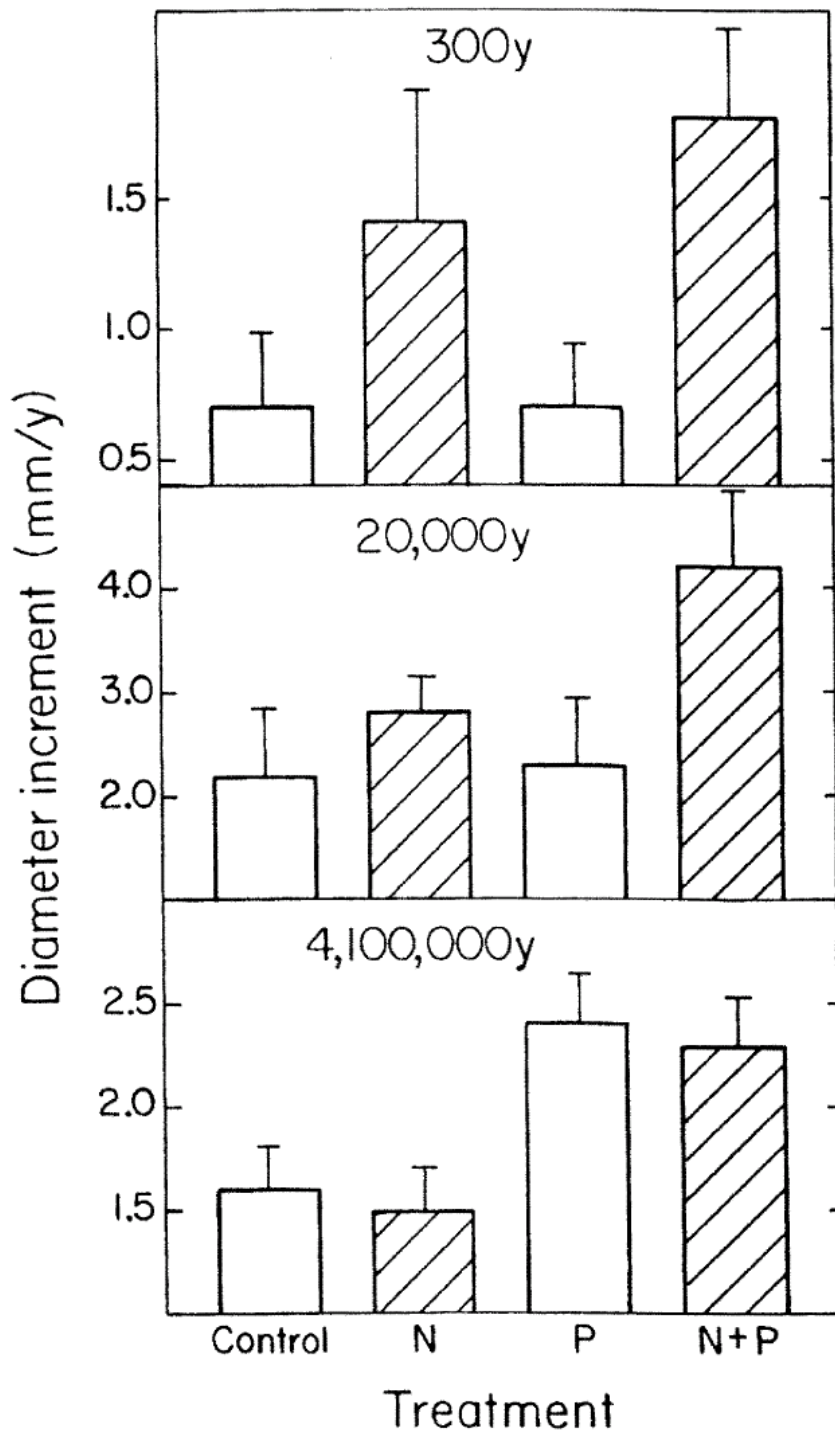 300y
1.5
1.0
0.5
20,000y
4.0
3.0
2.0
4,100,000y
2.5
2.0
1.5
Diameter increment (mm/y)
Control N P N+P
Treatment